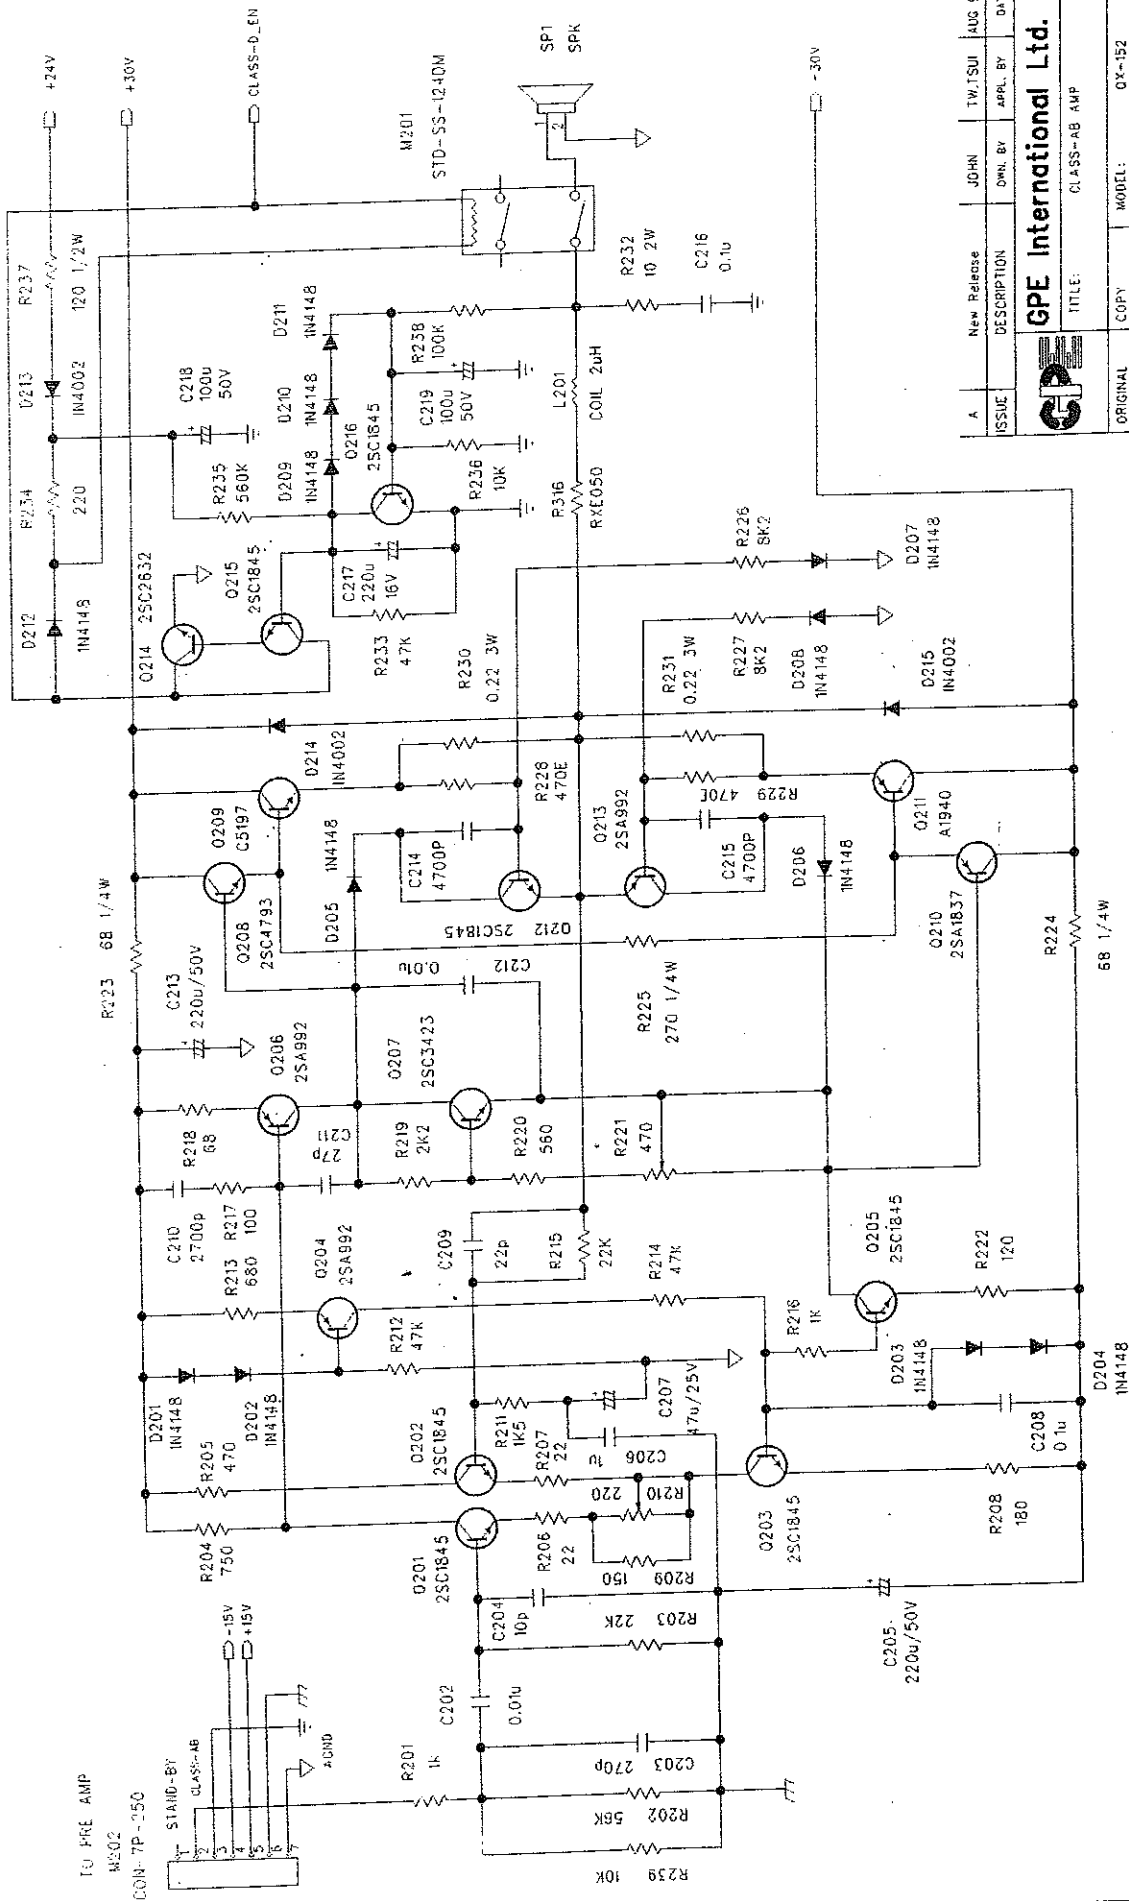 TO PRE AMP
M202
CON-7P-250
STAND-BY
CLASS-AB
1
2
3
4
5
6
7
-15V
+15V
AGND
R201
1k
C202
0.01u
C203
270p
R202
56K
R239
10K
R203
22K
C204
10p
C205
220u/50V
R204
750
R205
470
D201
1N4148
D202
1N4148
Q201
2SC1845
Q202
2SC1845
R206
22
R207
22
R209
150
R210
220
R211
1K5
C206
1u
C207
47u/25V
Q203
2SC1845
R208
180
C208
0.1u
D203
1N4148
D204
1N4148
R212
47K
R213
680
Q204
2SA992
R214
47K
R215
22K
C209
22p
R216
1K
Q205
2SC1845
R222
120
C210
2700p
R217
100
R218
68
C211
27p
R219
2K2
R220
560
R221
470
Q206
2SA992
Q207
2SC3423
C212
0.01u
C213
220u/50V
R223
68 1/4W
R224
68 1/4W
R225
270 1/4W
Q208
2SC4793
Q209
C5197
Q210
2SA1837
Q211
A1940
Q212 2SC1845
Q213
2SA992
D205
1N4148
D206
1N4148
C214
4700P
C215
4700P
R228
470E
R229 470E
R230
0.22 3W
R231
0.22 3W
D214
1N4002
D215
1N4002
R226
8K2
R227
8K2
D207
1N4148
D208
1N4148
D212
1N4148
R234
220
D213
1N4002
R237
120 1/2W
Q214
2SC2632
Q215
2SC1845
R235
560K
C218
100u
50V
D209
1N4148
D210
1N4148
D211
1N4148
Q216
2SC1845
C217
220u
16V
R233
47K
R236
10K
C219
100u
50V
R238
100K
R316
RXE050
L201
COIL 2uH
R232
10 2W
C216
0.1u
M201
STD-SS-124DM
SP1
SPK
1
2
+24V
+30V
CLASS-D_EN
-30V
A
New Release
JOHN
TW.TSUI
AUG
ISSUE
DESCRIPTION
DWN. BY
APPL. BY
GPE International Ltd.
TITLE:
CLASS-AB AMP
ORIGINAL
COPY
MODEL:
QX-152